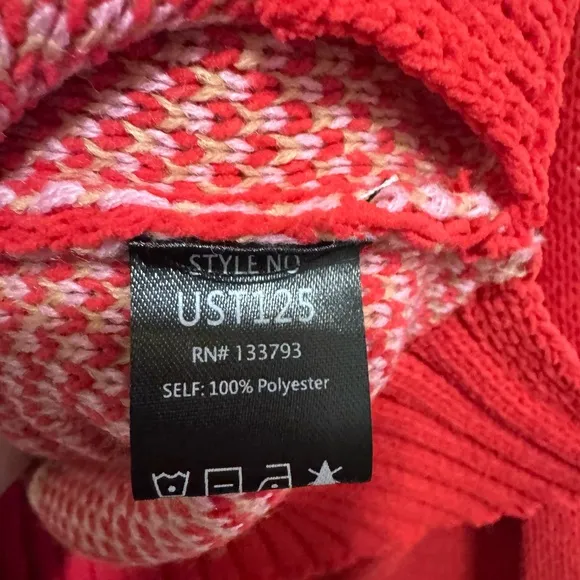 STYLE NO
UST125
RN# 133793
SELF: 100% Polyester